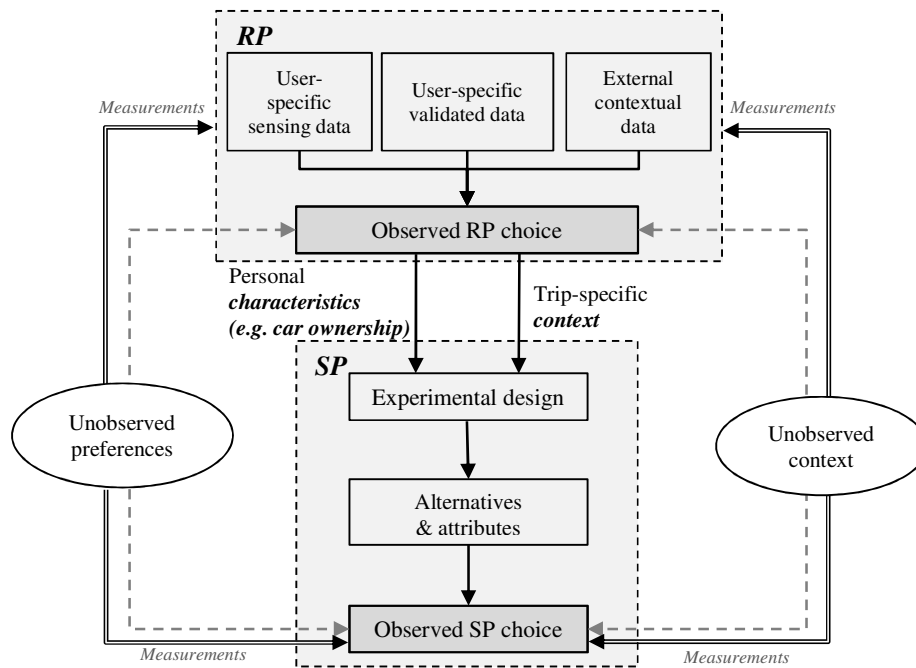 RP
User-
specific
sensing data
User-specific
validated data
External
contextual
data
Measurements
Measurements
Observed RP choice
Personal
characteristics
(e.g. car ownership)
Trip-specific
context
SP
Experimental design
Unobserved
preferences
Unobserved
context
Alternatives
& attributes
Observed SP choice
Measurements
Measurements